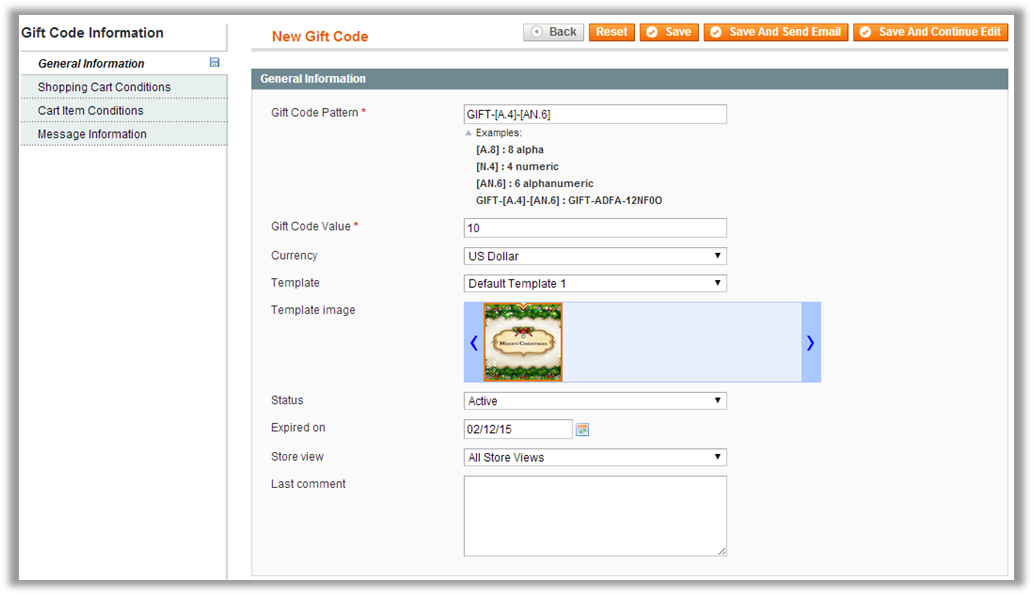 Gift Code Information
General Information
Shopping Cart Conditions
Cart Item Conditions
Message Information
New Gift Code
Back
Reset
Save
Save And Send Email
Save And Continue Edit
General Information
Gift Code Pattern *
GIFT-[A.4]-[AN.6]
Examples:
[A.8] : 8 alpha
[N.4] : 4 numeric
[AN.6] : 6 alphanumeric
GIFT-[A.4]-[AN.6] : GIFT-ADFA-12NF0O
Gift Code Value *
10
Currency
US Dollar
Template
Default Template 1
Template image
Merry Christmas
Status
Active
Expired on
02/12/15
Store view
All Store Views
Last comment